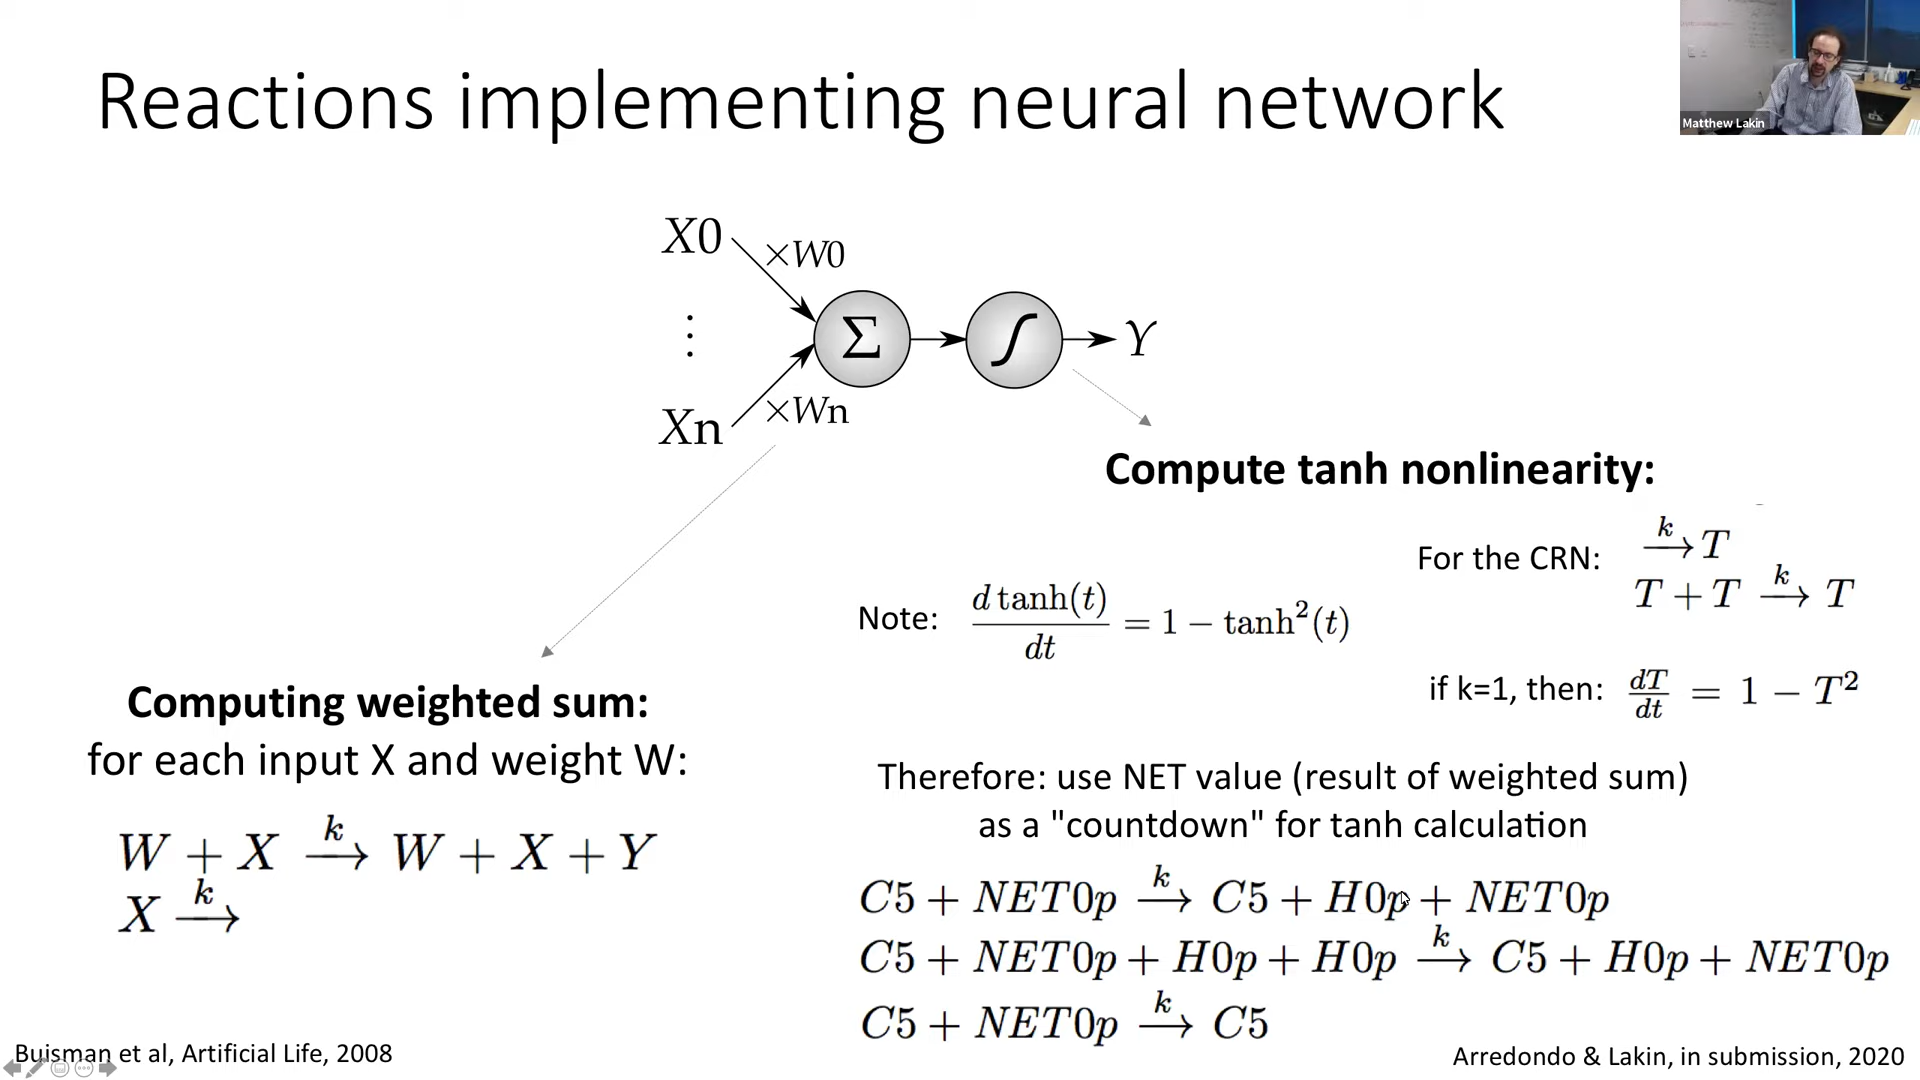 Reactions implementing neural network
Matthew Lakin
X0
×W0
⋮
Σ
∫
Y
Xn
×Wn
Compute tanh nonlinearity:
For the CRN:
k→ T
T + T k→ T
Note: d tanh(t)/dt = 1 − tanh²(t)
if k=1, then: dT/dt = 1 − T²
Computing weighted sum:
for each input X and weight W:
W + X k→ W + X + Y
X k→
Therefore: use NET value (result of weighted sum)
as a "countdown" for tanh calculation
C5 + NET0p k→ C5 + H0p + NET0p
C5 + NET0p + H0p + H0p k→ C5 + H0p + NET0p
C5 + NET0p k→ C5
Buisman et al, Artificial Life, 2008
Arredondo & Lakin, in submission, 2020